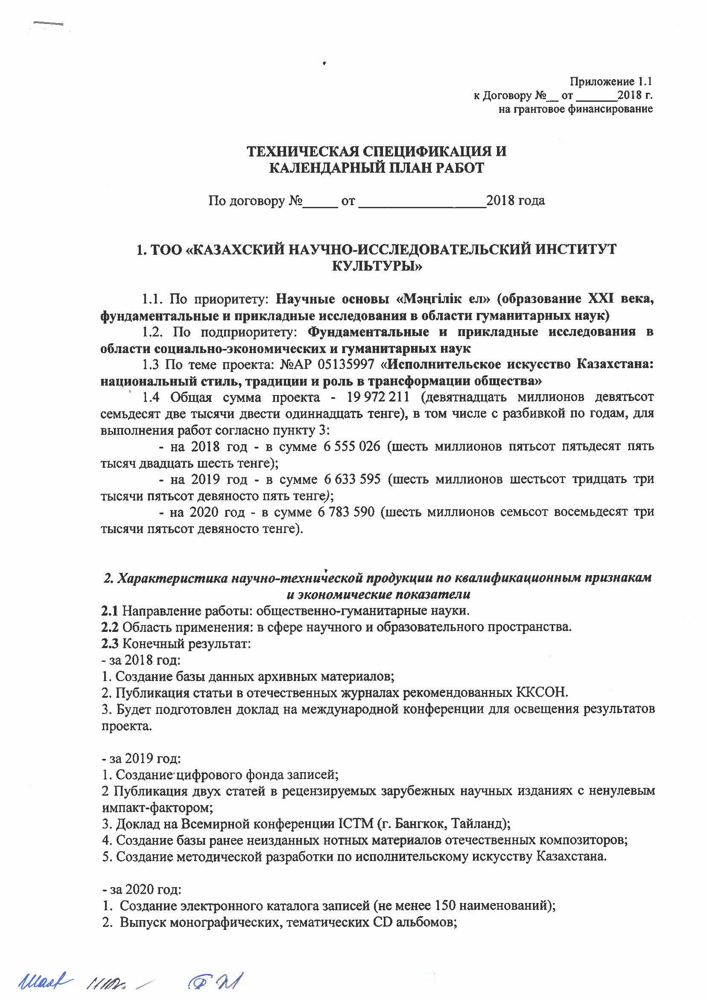 Приложение 1.1
к Договору №__ от _______2018 г.
на грантовое финансирование
ТЕХНИЧЕСКАЯ СПЕЦИФИКАЦИЯ И
КАЛЕНДАРНЫЙ ПЛАН РАБОТ
По договору №_____ от __________________2018 года
1. ТОО «КАЗАХСКИЙ НАУЧНО-ИССЛЕДОВАТЕЛЬСКИЙ ИНСТИТУТ
КУЛЬТУРЫ»
1.1. По приоритету: Научные основы «Мәңгілік ел» (образование XXI века,
фундаментальные и прикладные исследования в области гуманитарных наук)
1.2. По подприоритету: Фундаментальные и прикладные исследования в
области социально-экономических и гуманитарных наук
1.3 По теме проекта: №АР 05135997 «Исполнительское искусство Казахстана:
национальный стиль, традиции и роль в трансформации общества»
1.4 Общая сумма проекта - 19 972 211 (девятнадцать миллионов девятьсот
семьдесят две тысячи двести одиннадцать тенге), в том числе с разбивкой по годам, для
выполнения работ согласно пункту 3:
- на 2018 год - в сумме 6 555 026 (шесть миллионов пятьсот пятьдесят пять
тысяч двадцать шесть тенге);
- на 2019 год - в сумме 6 633 595 (шесть миллионов шестьсот тридцать три
тысячи пятьсот девяносто пять тенге);
- на 2020 год - в сумме 6 783 590 (шесть миллионов семьсот восемьдесят три
тысячи пятьсот девяносто тенге).
2. Характеристика научно-технической продукции по квалификационным признакам
и экономические показатели
2.1 Направление работы: общественно-гуманитарные науки.
2.2 Область применения: в сфере научного и образовательного пространства.
2.3 Конечный результат:
- за 2018 год:
1. Создание базы данных архивных материалов;
2. Публикация статьи в отечественных журналах рекомендованных ККСОН.
3. Будет подготовлен доклад на международной конференции для освещения результатов
проекта.
- за 2019 год:
1. Создание цифрового фонда записей;
2 Публикация двух статей в рецензируемых зарубежных научных изданиях с ненулевым
импакт-фактором;
3. Доклад на Всемирной конференции ICTM (г. Бангкок, Тайланд);
4. Создание базы ранее неизданных нотных материалов отечественных композиторов;
5. Создание методической разработки по исполнительскому искусству Казахстана.
- за 2020 год:
1. Создание электронного каталога записей (не менее 150 наименований);
2. Выпуск монографических, тематических CD альбомов;